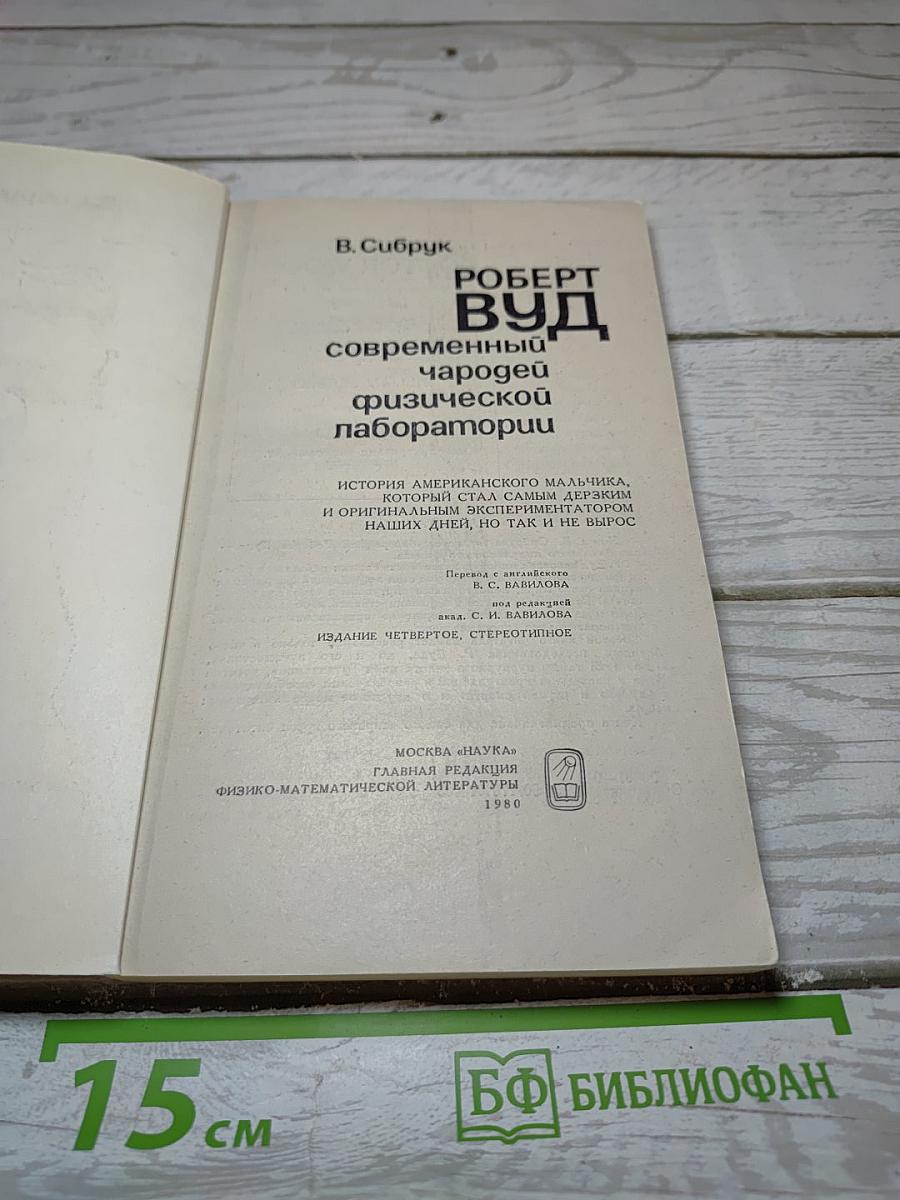 В. Сибрук
РОБЕРТ
ВУД
современный
чародей
физической
лаборатории
ИСТОРИЯ АМЕРИКАНСКОГО МАЛЬЧИКА,
КОТОРЫЙ СТАЛ САМЫМ ДЕРЗКИМ
И ОРИГИНАЛЬНЫМ ЭКСПЕРИМЕНТАТОРОМ
НАШИХ ДНЕЙ, НО ТАК И НЕ ВЫРОС
Перевод с английского
В. С. ВАВИЛОВА
под редакцией
акад. С. И. ВАВИЛОВА
ИЗДАНИЕ ЧЕТВЕРТОЕ, СТЕРЕОТИПНОЕ
МОСКВА «НАУКА»
ГЛАВНАЯ РЕДАКЦИЯ
ФИЗИКО-МАТЕМАТИЧЕСКОЙ ЛИТЕРАТУРЫ
1980
15 см
БФ БИБЛИОФАН